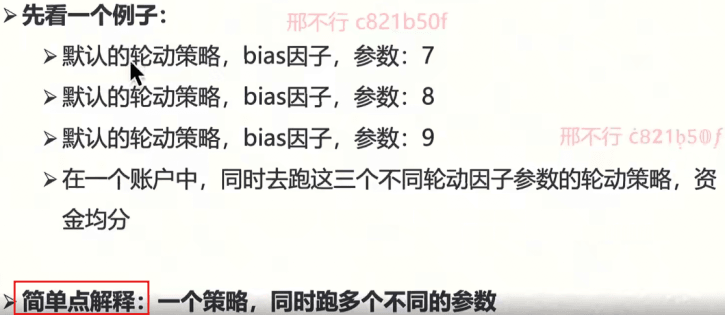 先看一个例子：
邢不行 c821b50f
默认的轮动策略，bias因子，参数：7
默认的轮动策略，bias因子，参数：8
默认的轮动策略，bias因子，参数：9
邢不行 c821b50f
在一个账户中，同时去跑这三个不同轮动因子参数的轮动策略，资
金均分
简单点解释：一个策略，同时跑多个不同的参数